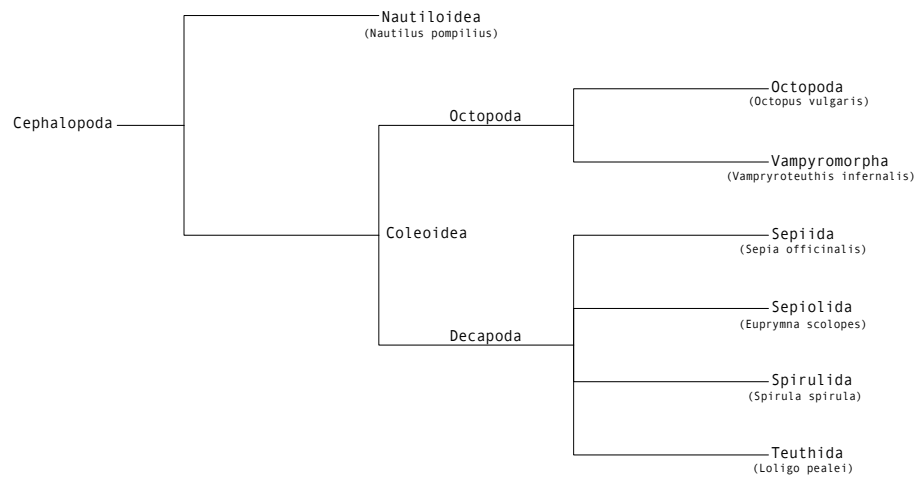 Nautiloidea
(Nautilus pompilius)
Octopoda
(Octopus vulgaris)
Cephalopoda
Octopoda
Vampyromorpha
(Vampryroteuthis infernalis)
Coleoidea
Sepiida
(Sepia officinalis)
Sepiolida
(Euprymna scolopes)
Decapoda
Spirulida
(Spirula spirula)
Teuthida
(Loligo pealei)